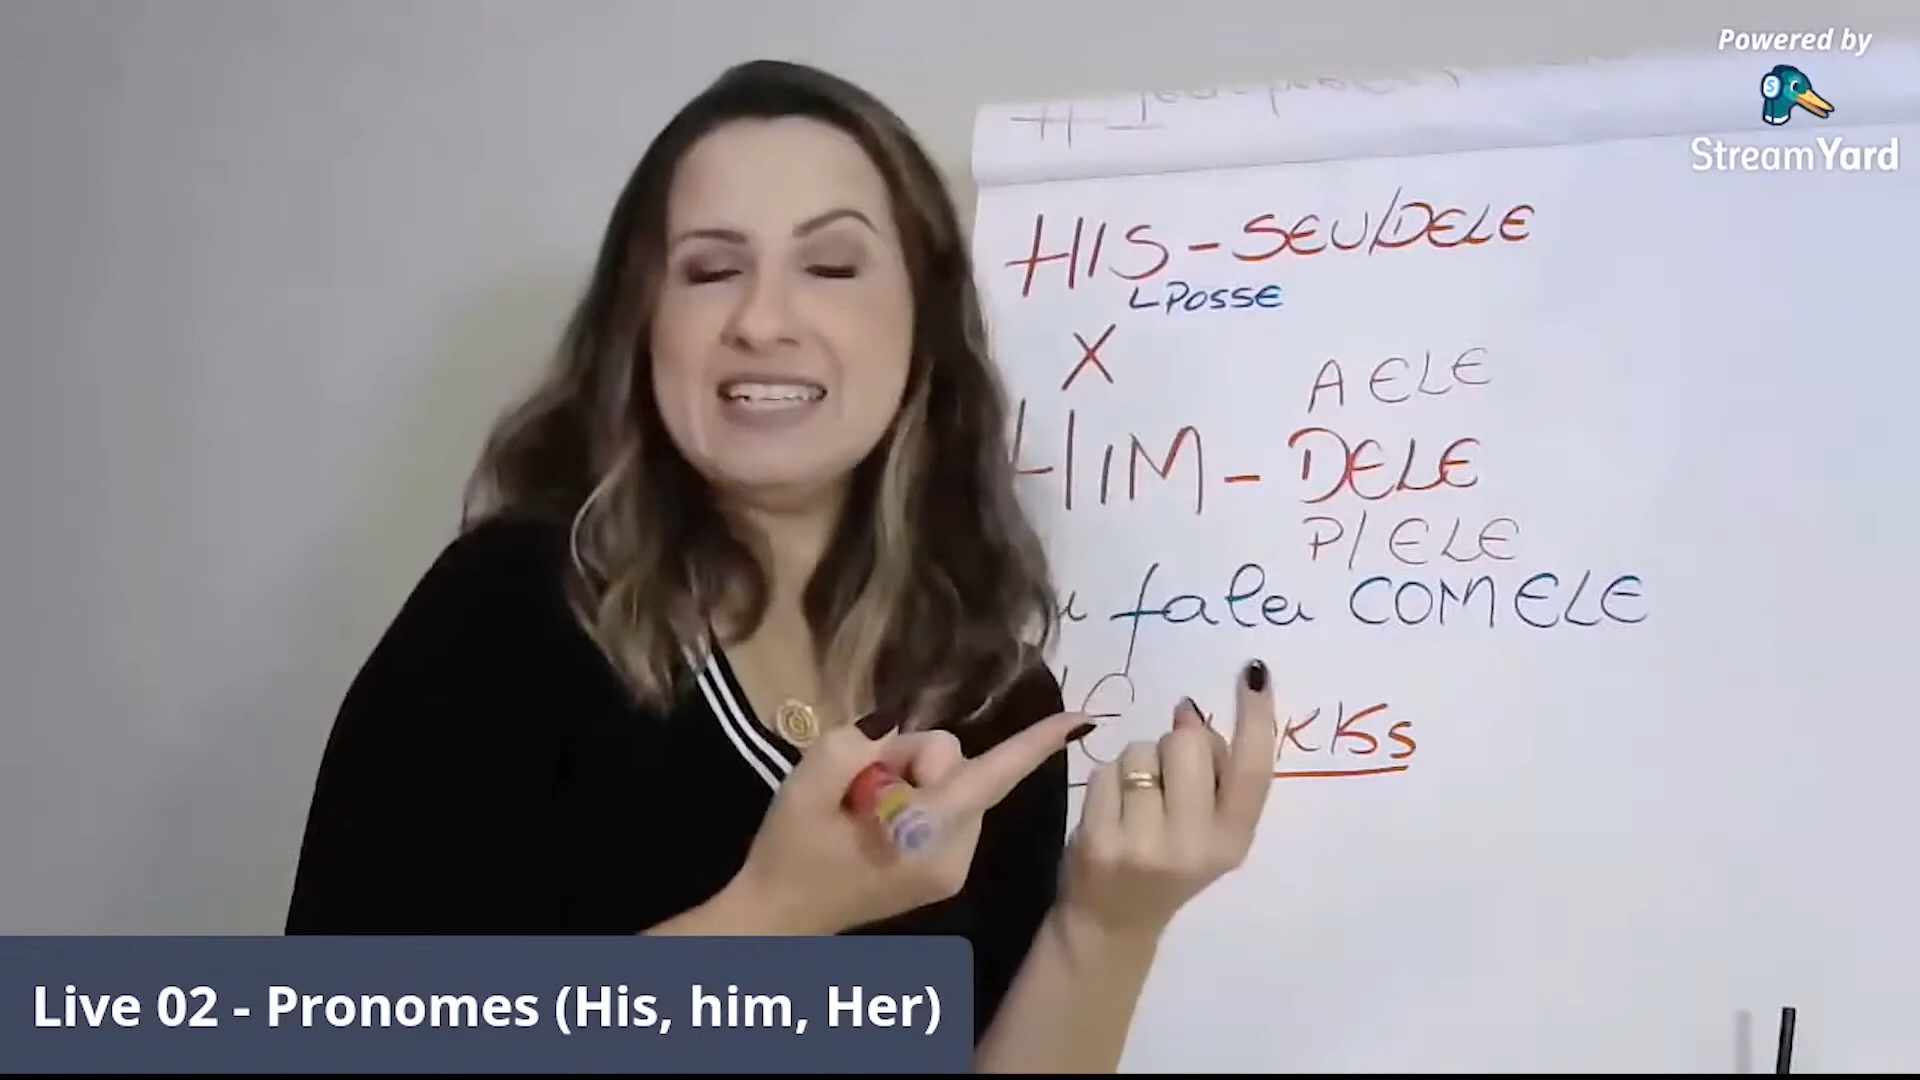 Powered by
StreamYard
HIS - SEU/DELE
POSSE
X
A ELE
HIM - DELE
P/ ELE
falei COM ELE
Live 02 - Pronomes (His, him, Her)